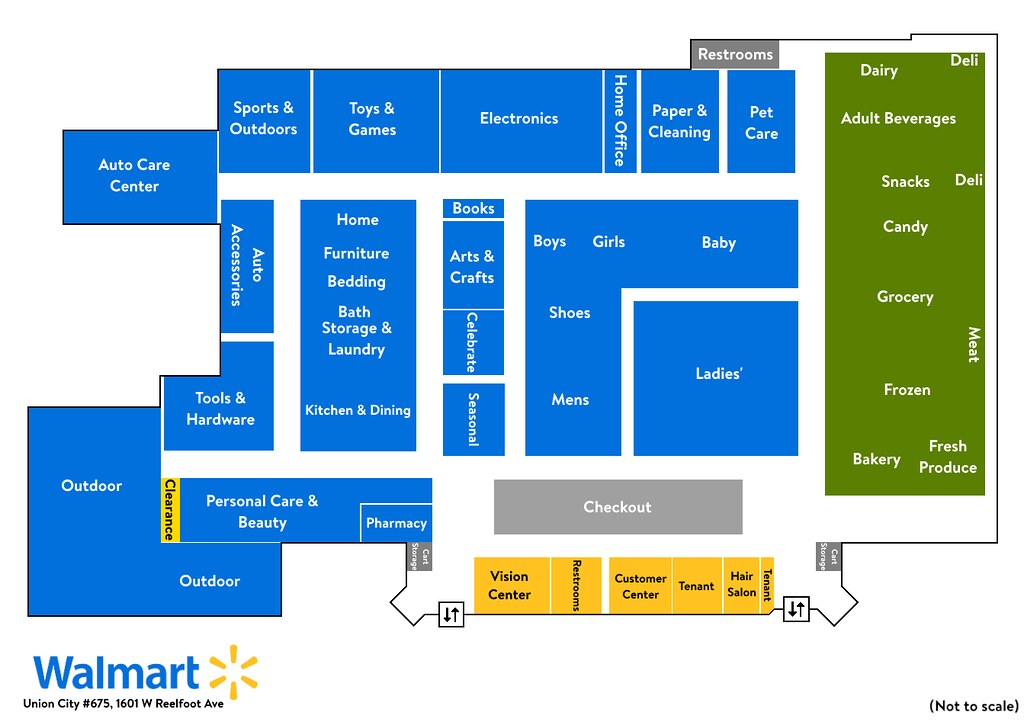 Restrooms
Deli
Dairy
Sports &
Outdoors
Toys &
Games
Electronics
Home Office
Paper &
Cleaning
Pet
Care
Adult Beverages
Auto Care
Center
Snacks
Deli
Books
Home
Candy
Auto
Accessories
Furniture
Bedding
Bath
Storage &
Laundry
Kitchen & Dining
Arts &
Crafts
Celebrate
Seasonal
Boys
Girls
Baby
Shoes
Mens
Ladies'
Grocery
Meat
Frozen
Bakery
Fresh
Produce
Tools &
Hardware
Outdoor
Clearance
Personal Care &
Beauty
Pharmacy
Checkout
Cart
Storage
Cart
Storage
Outdoor
Vision
Center
Restrooms
Customer
Center
Tenant
Hair
Salon
Tenant
Walmart
Union City #675, 1601 W Reelfoot Ave
(Not to scale)